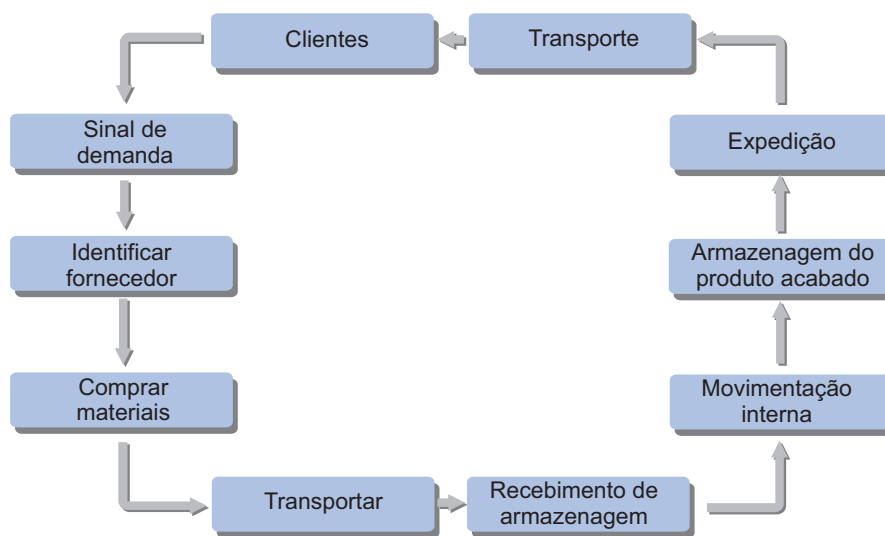 Clientes
Transporte
Sinal de
demanda
Expedição
Identificar
fornecedor
Armazenagem do
produto acabado
Comprar
materiais
Movimentação
interna
Transportar
Recebimento de
armazenagem